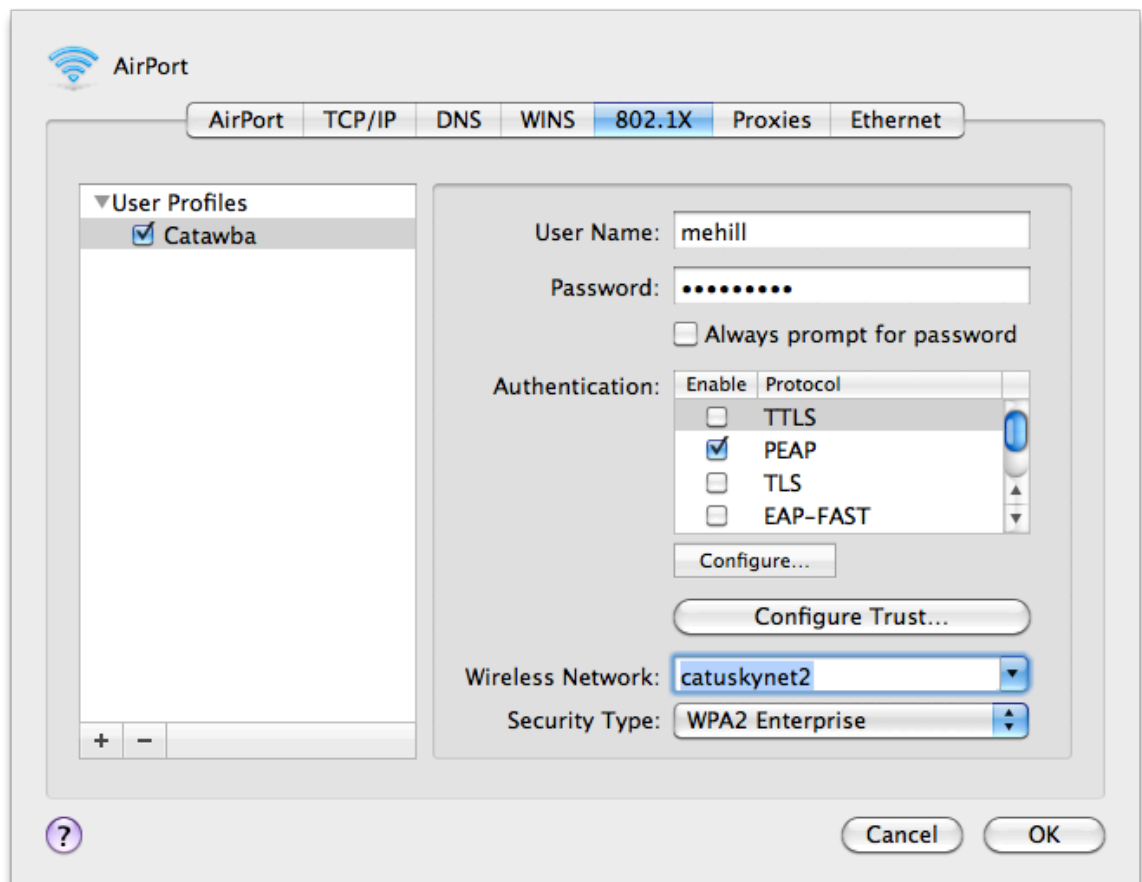 AirPort
AirPort TCP/IP DNS WINS 802.1X Proxies Ethernet
User Profiles
Catawba
User Name: mehill
Password: •••••••••
Always prompt for password
Authentication:
Enable Protocol
TTLS
PEAP
TLS
EAP-FAST
Configure...
Configure Trust...
Wireless Network: catuskynet2
Security Type: WPA2 Enterprise
+ −
? Cancel OK